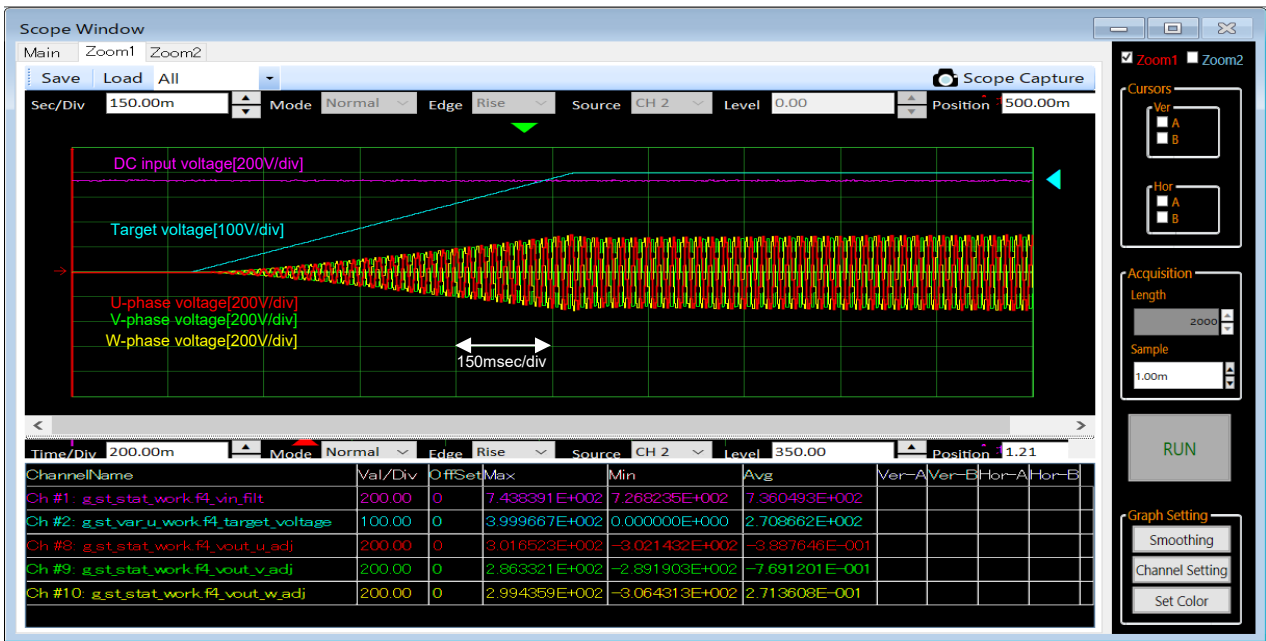 Scope Window
Main Zoom1 Zoom2
Save Load All Scope Capture
Sec/Div 150.00m Mode Normal Edge Rise Source CH 2 Level 0.00 Position 500.00m
DC input voltage[200V/div]
Target voltage[100V/div]
U-phase voltage[200V/div]
V-phase voltage[200V/div]
W-phase voltage[200V/div]
150msec/div
Time/Div 200.00m Mode Normal Edge Rise Source CH 2 Level 350.00 Position 1.21
ChannelName Val/Div OffSet Max Min Avg Ver-A Ver-B Hor-A Hor-B
Ch #1: g_st_stat_work.f4_vin_filt 200.00 0 7.438391E+002 7.268235E+002 7.360493E+002
Ch #2: g_st_var_u_work.f4_target_voltage 100.00 0 3.999667E+002 0.000000E+000 2.708662E+002
Ch #8: g_st_stat_work.f4_vout_u_adj 200.00 0 3.016523E+002 -3.021432E+002 -3.887646E-001
Ch #9: g_st_stat_work.f4_vout_v_adj 200.00 0 2.863321E+002 -2.891903E+002 -7.691201E-001
Ch #10: g_st_stat_work.f4_vout_w_adj 200.00 0 2.994359E+002 -3.064313E+002 2.713608E-001
Zoom1 Zoom2
Cursors
Ver
A
B
Hor
A
B
Acquisition
Length
2000
Sample
1.00m
RUN
Graph Setting
Smoothing
Channel Setting
Set Color